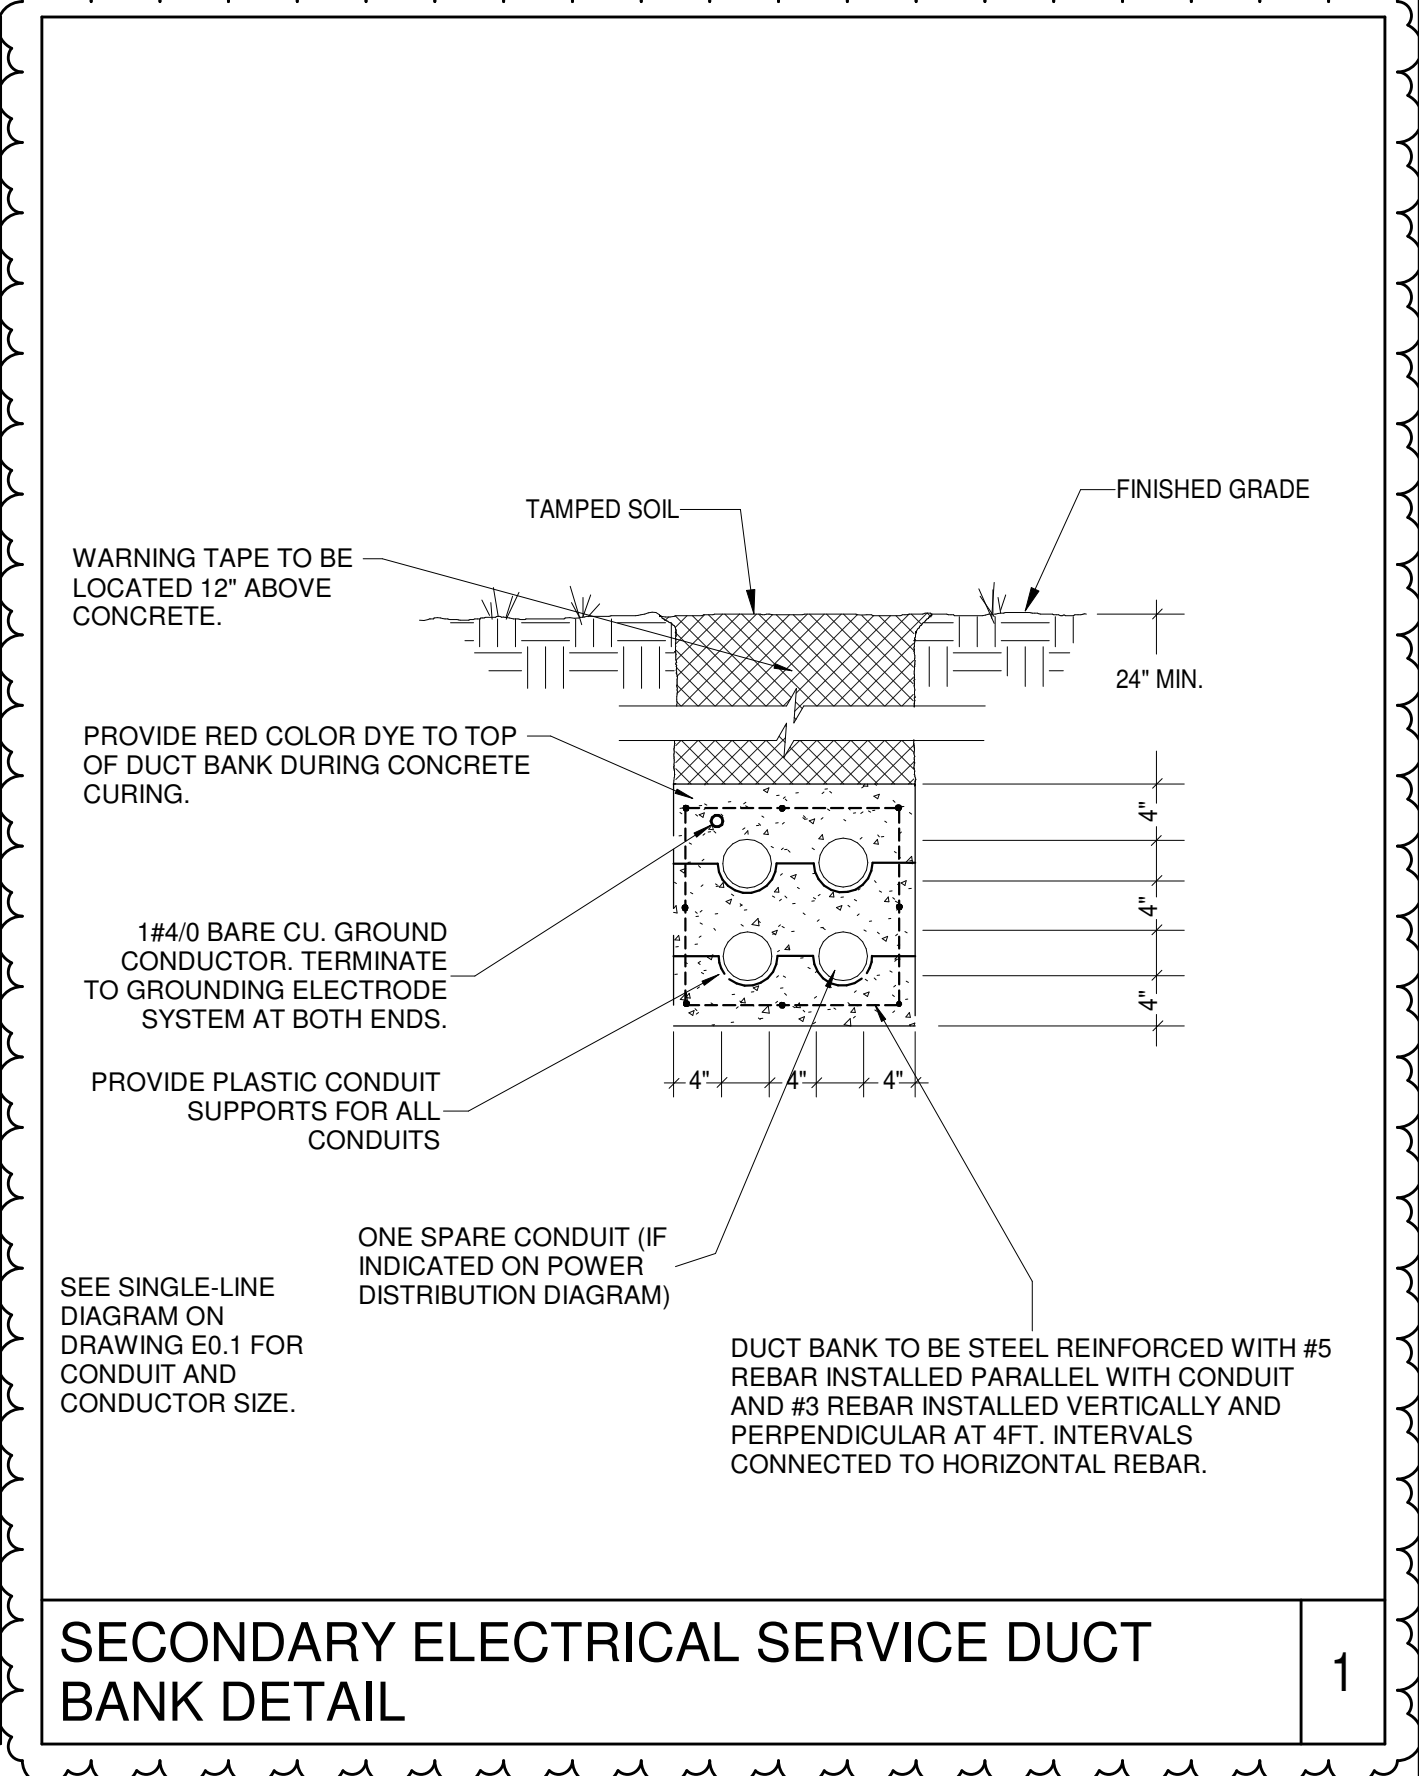 TAMPED SOIL
FINISHED GRADE
WARNING TAPE TO BE
LOCATED 12" ABOVE
CONCRETE.
24" MIN.
PROVIDE RED COLOR DYE TO TOP
OF DUCT BANK DURING CONCRETE
CURING.
4"
4"
4"
1#4/0 BARE CU. GROUND
CONDUCTOR. TERMINATE
TO GROUNDING ELECTRODE
SYSTEM AT BOTH ENDS.
4"
4"
4"
PROVIDE PLASTIC CONDUIT
SUPPORTS FOR ALL
CONDUITS
ONE SPARE CONDUIT (IF
INDICATED ON POWER
DISTRIBUTION DIAGRAM)
SEE SINGLE-LINE
DIAGRAM ON
DRAWING E0.1 FOR
CONDUIT AND
CONDUCTOR SIZE.
DUCT BANK TO BE STEEL REINFORCED WITH #5
REBAR INSTALLED PARALLEL WITH CONDUIT
AND #3 REBAR INSTALLED VERTICALLY AND
PERPENDICULAR AT 4FT. INTERVALS
CONNECTED TO HORIZONTAL REBAR.
SECONDARY ELECTRICAL SERVICE DUCT
BANK DETAIL
1